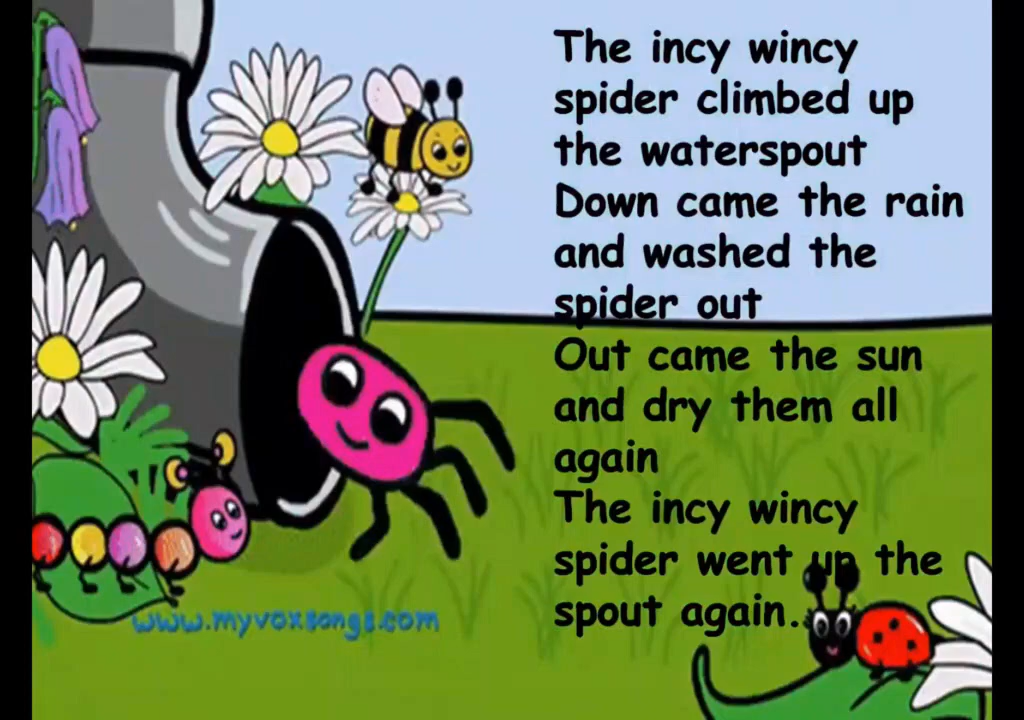 The incy wincy
spider climbed up
the waterspout
Down came the rain
and washed the
spider out
Out came the sun
and dry them all
again
The incy wincy
spider went up the
spout again.
www.myvoxsongs.com